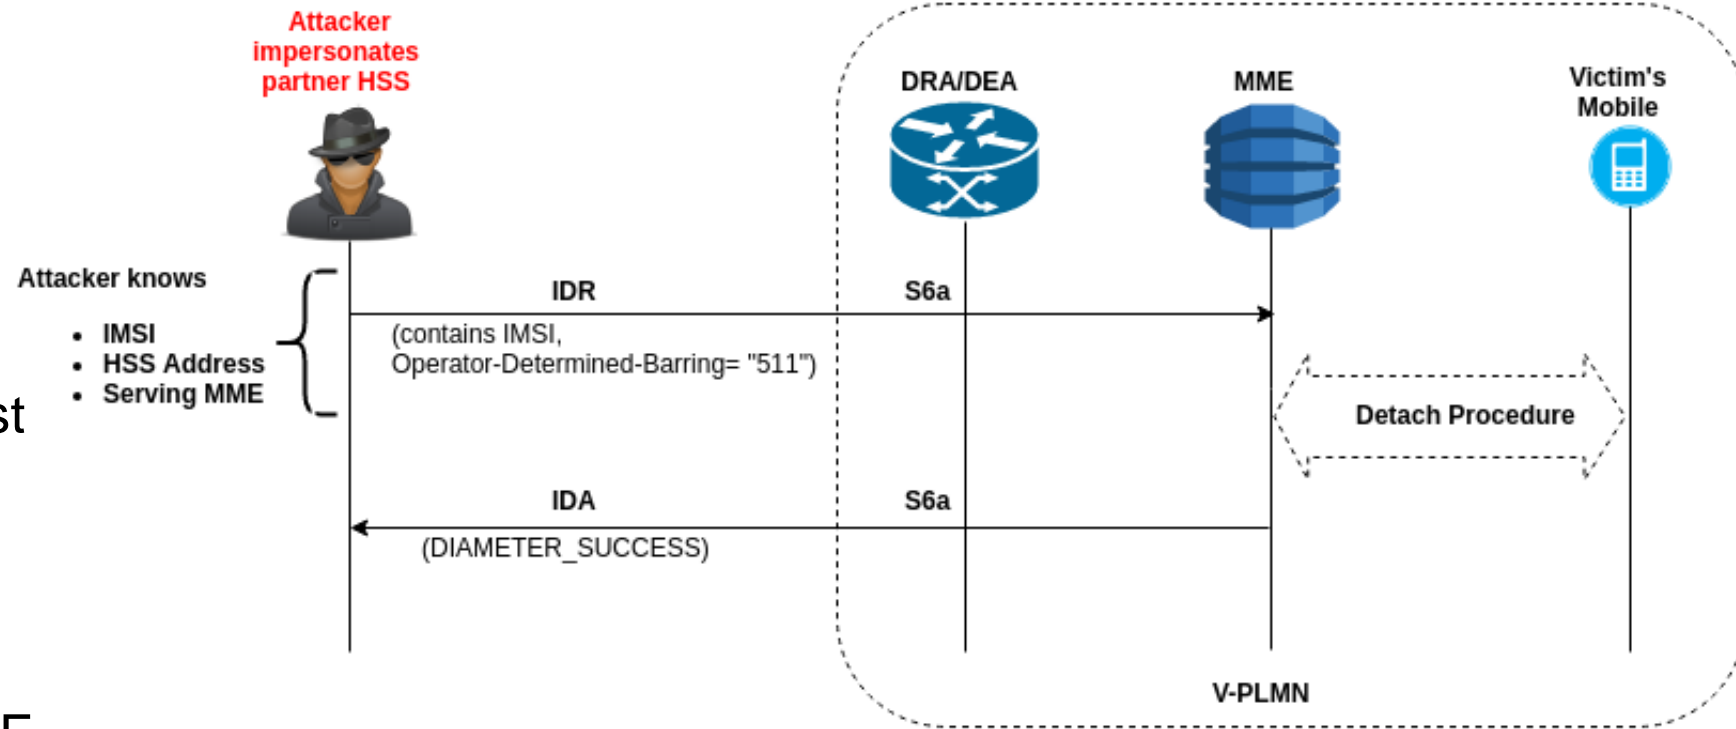 Attacker
impersonates
partner HSS
DRA/DEA
MME
Victim's
Mobile
Attacker knows
• IMSI
• HSS Address
• Serving MME
IDR
S6a
(contains IMSI,
Operator-Determined-Barring= "511")
st
Detach Procedure
IDA
S6a
(DIAMETER_SUCCESS)
V-PLMN